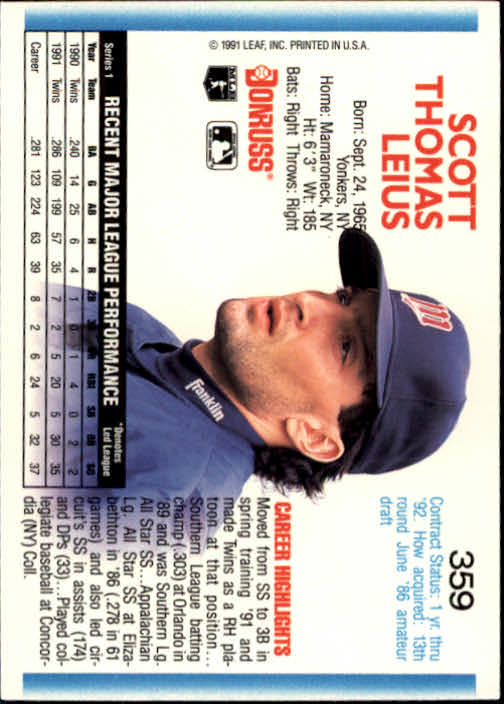 359
SCOTT
THOMAS
LEIUS
Born: Sept. 24, 1965
Yonkers, NY
Home: Mamaroneck, NY
Ht: 6'3" Wt: 185
Bats: Right Throws: Right
DONRUSS®
MLB
© 1991 LEAF, INC. PRINTED IN U.S.A.
Contract Status: 1 yr. thru
'92. How acquired: 13th
round June '86 amateur
draft
CAREER HIGHLIGHTS
Moved from SS to 3B in
spring training '91 and
made Twins as a RH pla-
toon at that position...
Southern League batting
champ (.303) at Orlando in
'89 and was Southern Lg.
All Star SS...Appalachian
Lg. All Star SS at Eliza-
bethton in '86 (.278 in 61
games) and also led cir-
cuit's SS in assists (174)
and DPs (33)...Played col-
legiate baseball at Concor-
dia (NY) Coll.
franklin
Series 1 RECENT MAJOR LEAGUE PERFORMANCE *Denotes
Led League
Year Team BA G AB H R 2B 3B HR RBI SB BB SO
1990 Twins .240 14 25 6 4 1 0 1 4 0 2 2
1991 Twins .286 109 199 57 35 7 2 5 20 5 30 35
Career .281 123 224 63 39 8 2 6 24 5 32 37